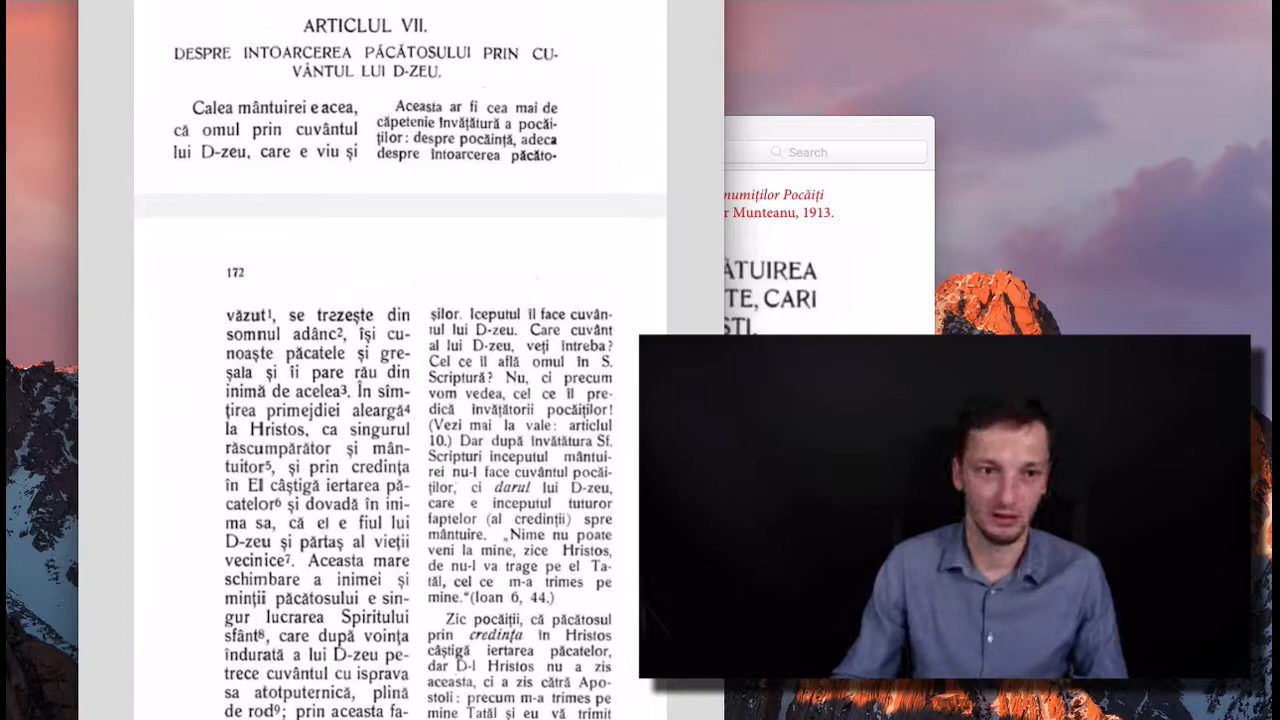 ARTICLUL VII.
DESPRE INTOARCEREA PĂCĂTOSULUI PRIN CU-
VÂNTUL LUI D-ZEU.
Calea mântuirei e acea,
că omul prin cuvântul
lui D-zeu, care e viu și
Aceasta ar fi cea mai de
căpetenie învățătură a pocăi-
ților: despre pocăință, adeca
despre întoarcerea păcăto-
172
văzut¹, se trezește din
somnul adânc², își cu-
noaște păcatele și gre-
șala și îi pare rău din
inimă de acelea³. În sîm-
țirea primejdiei aleargă⁴
la Hristos, ca singurul
răscumpărător și mân-
tuitor⁵, și prin credința
în El câștigă iertarea pă-
catelor⁶ și dovadă în ini-
ma sa, că el e fiul lui
D-zeu și părtaș al vieții
vecinice⁷. Aceasta mare
schimbare a inimei și
minții păcătosului e sin-
gur lucrarea Spiritului
sfânt⁸, care după voința
îndurată a lui D-zeu pe-
trece cuvântul cu isprava
sa atotputernică, plină
de rod⁹; prin aceasta fa-
șilor. Iceputul îl face cuvân-
tul lui D-zeu. Care cuvânt
al lui D-zeu, veți întreba?
Cel ce îl află omul în S.
Scriptură? Nu, ci precum
vom vedea, cel ce îl pre-
dică învățătorii pocăiților!
(Vezi mai la vale: articlul
10.) Dar după învățătura Sf.
Scripturi inceputul mântui-
rei nu-l face cuvântul pocăi-
ților, ci darul lui D-zeu,
care e inceputul tuturor
faptelor (al credinții) spre
mântuire. „Nime nu poate
veni la mine, zice Hristos,
de nu-l va trage pe el Ta-
tăl, cel ce m-a trimes pe
mine.“ (Ioan 6, 44.)
Zic pocăiții, că păcătosul
prin credința în Hristos
câștigă iertarea păcatelor,
dar D-l Hristos nu a zis
aceasta, ci a zis cătră Apo-
stoli: precum m-a trimes pe
mine Tatăl și eu vă trimit
Search
numiților Pocăiți
r Munteanu, 1913.
ĂTUIREA
TE, CARI
ȘTI.